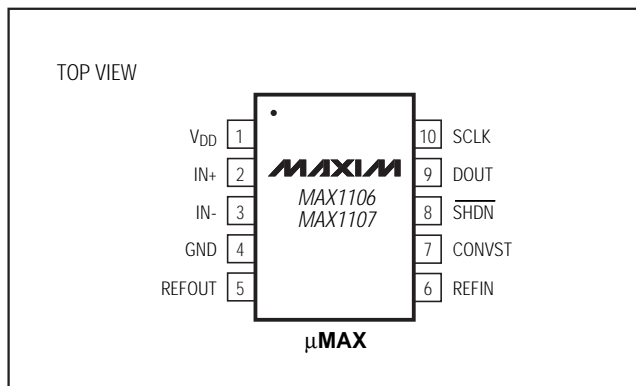 TOP VIEW
VDD 1
IN+ 2
IN- 3
GND 4
REFOUT 5
MAXIM
MAX1106
MAX1107
10 SCLK
9 DOUT
8 SHDN
7 CONVST
6 REFIN
μMAX